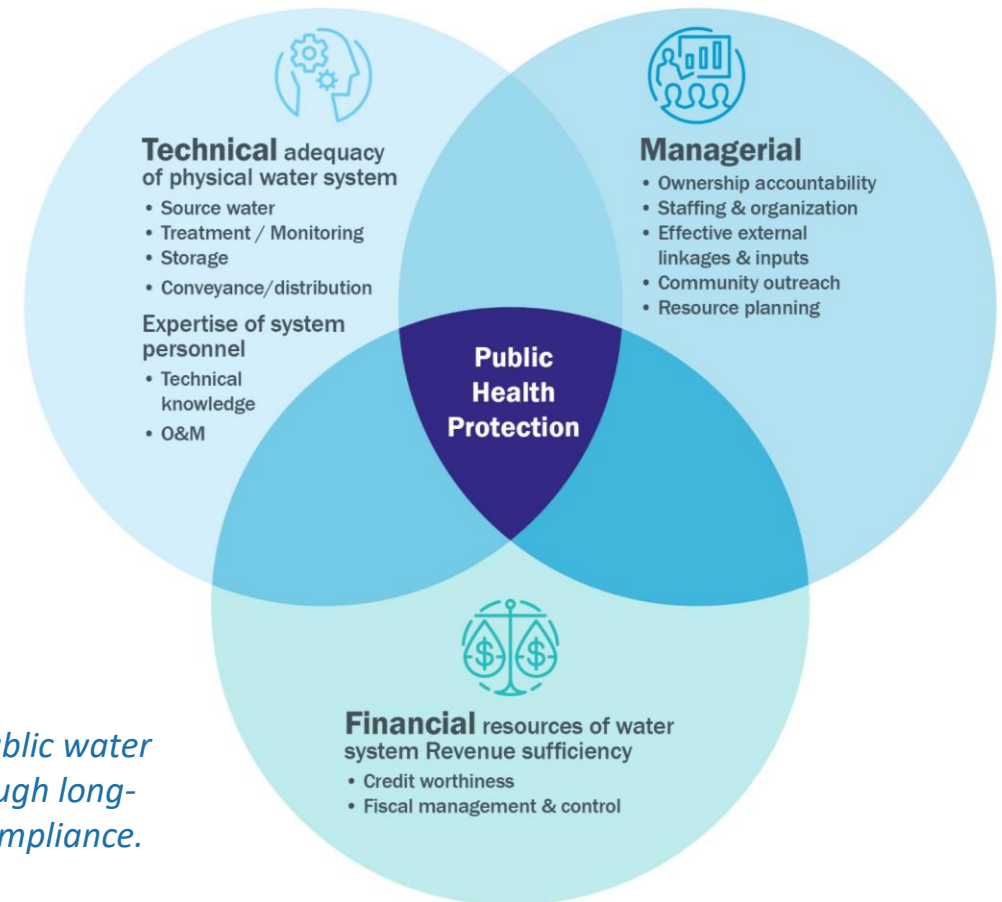 Technical adequacy
of physical water system
• Source water
• Treatment / Monitoring
• Storage
• Conveyance/distribution
Expertise of system
personnel
• Technical
knowledge
• O&M
Managerial
• Ownership accountability
• Staffing & organization
• Effective external
linkages & inputs
• Community outreach
• Resource planning
Public
Health
Protection
$ $
Financial resources of water
system Revenue sufficiency
• Credit worthiness
• Fiscal management & control
water
long-